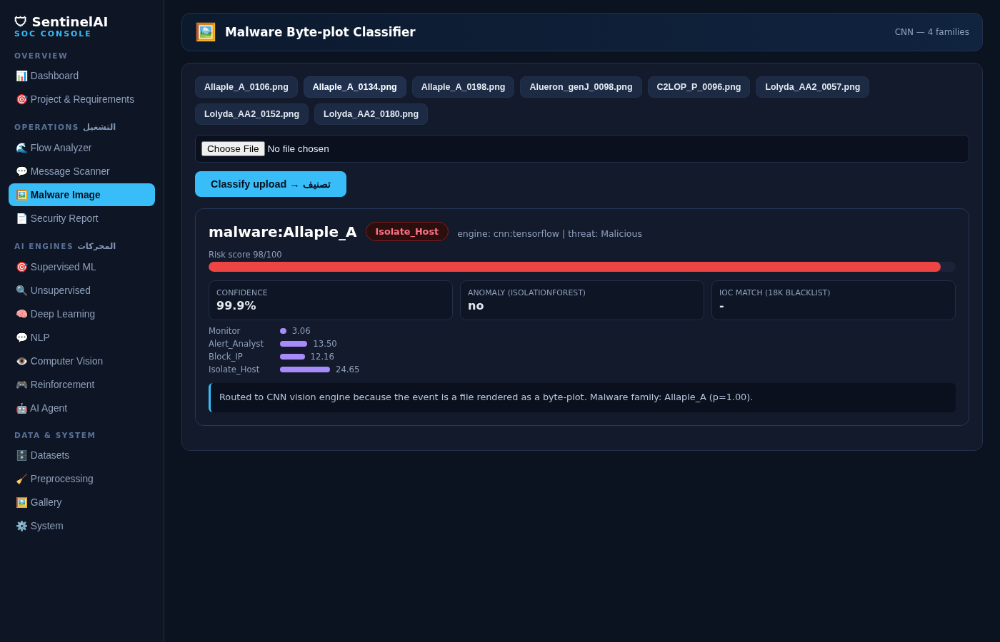 SentinelAI
SOC CONSOLE
OVERVIEW
Dashboard
Project & Requirements
OPERATIONS التشغيل
Flow Analyzer
Message Scanner
Malware Image
Security Report
AI ENGINES المحركات
Supervised ML
Unsupervised
Deep Learning
NLP
Computer Vision
Reinforcement
AI Agent
DATA & SYSTEM
Datasets
Preprocessing
Gallery
System
Malware Byte-plot Classifier
CNN — 4 families
Allaple_A_0106.png Allaple_A_0134.png Allaple_A_0198.png Alueron_genJ_0098.png C2LOP_P_0096.png Lolyda_AA2_0057.png
Lolyda_AA2_0152.png Lolyda_AA2_0180.png
Choose File No file chosen
Classify upload → تصنيف
malware:Allaple_A Isolate_Host engine: cnn:tensorflow | threat: Malicious
Risk score 98/100
CONFIDENCE
99.9%
ANOMALY (ISOLATIONFOREST)
no
IOC MATCH (18K BLACKLIST)
-
Monitor 3.06
Alert_Analyst 13.50
Block_IP 12.16
Isolate_Host 24.65
Routed to CNN vision engine because the event is a file rendered as a byte-plot. Malware family: Allaple_A (p=1.00).